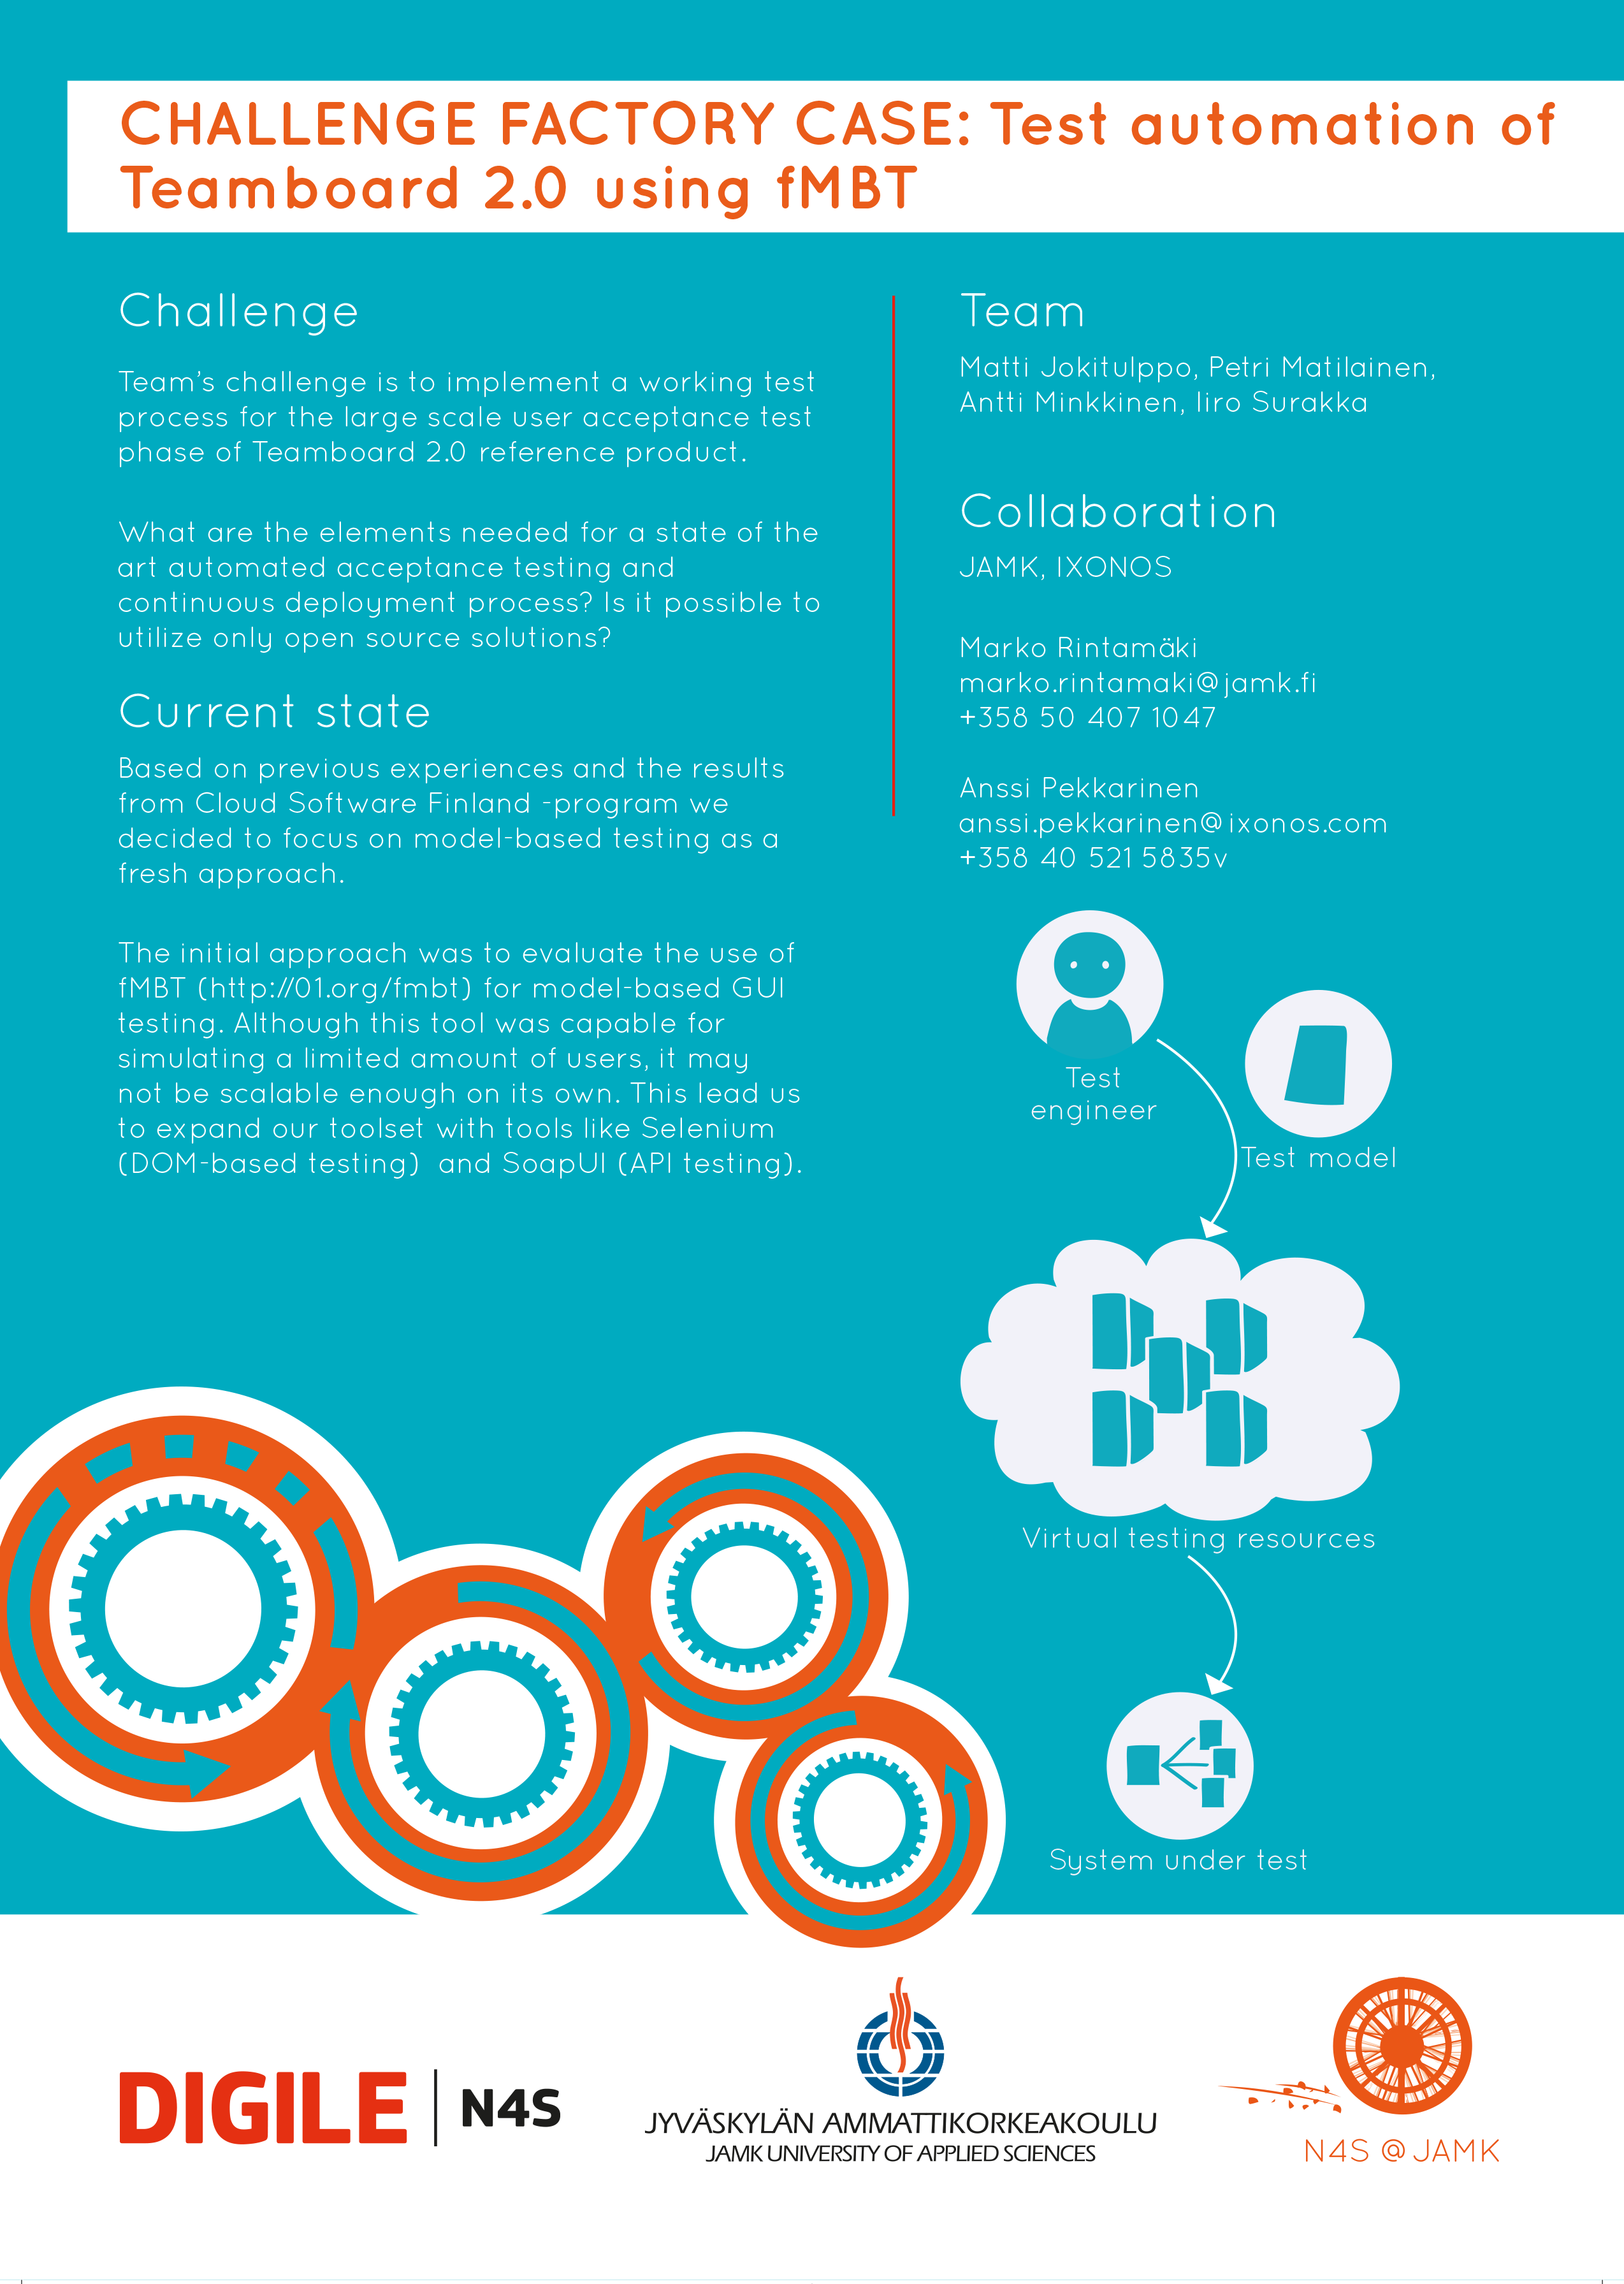 CHALLENGE FACTORY CASE: Test automation of
Teamboard 2.0 using fMBT
Challenge
Team's challenge is to implement a working test
process for the large scale user acceptance test
phase of Teamboard 2.0 reference product.
What are the elements needed for a state of the
art automated acceptance testing and
continuous deployment process? Is it possible to
utilize only open source solutions?
Current state
Based on previous experiences and the results
from Cloud Software Finland -program we
decided to focus on model-based testing as a
fresh approach.
The initial approach was to evaluate the use of
fMBT (http://01.org/fmbt) for model-based GUI
testing. Although this tool was capable for
simulating a limited amount of users, it may
not be scalable enough on its own. This lead us
to expand our toolset with tools like Selenium
(DOM-based testing) and SoapUI (API testing).
Team
Matti Jokitulppo, Petri Matilainen,
Antti Minkkinen, Iiro Surakka
Collaboration
JAMK, IXONOS
Marko Rintamäki
marko.rintamaki@jamk.fi
+358 50 407 1047
Anssi Pekkarinen
anssi.pekkarinen@ixonos.com
+358 40 521 5835v
Test
engineer
Test model
Virtual testing resources
System under test
DIGILE | N4S
JYVÄSKYLÄN AMMATTIKORKEAKOULU
JAMK UNIVERSITY OF APPLIED SCIENCES
N4S @ JAMK